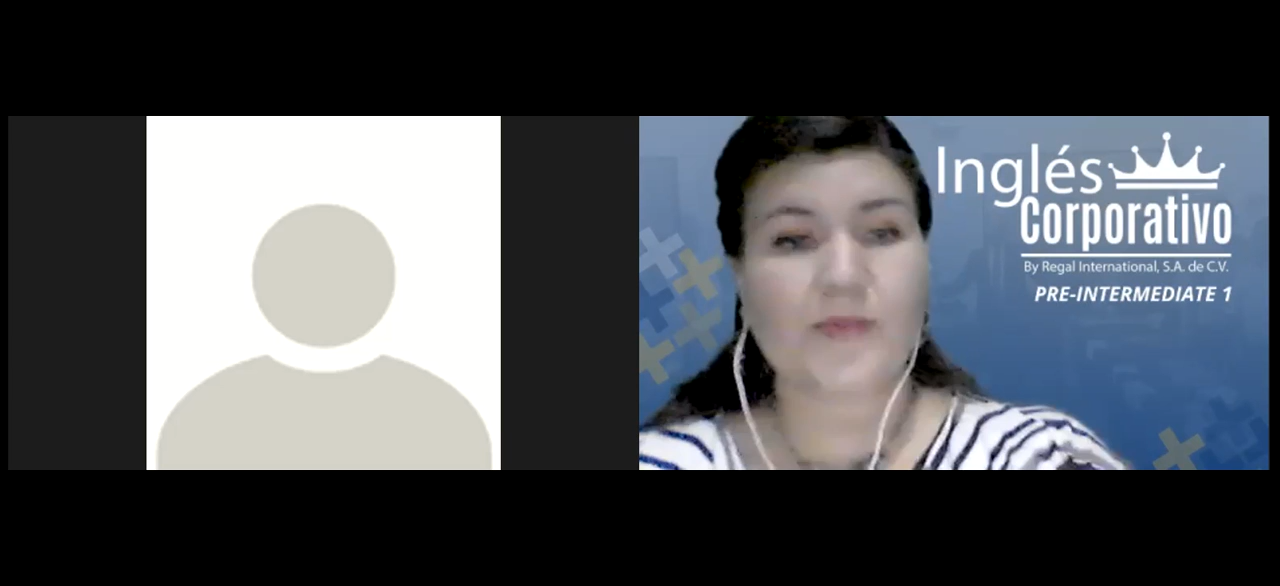 Inglés
Corporativo
By Regal International, S.A. de C.V.
PRE-INTERMEDIATE 1